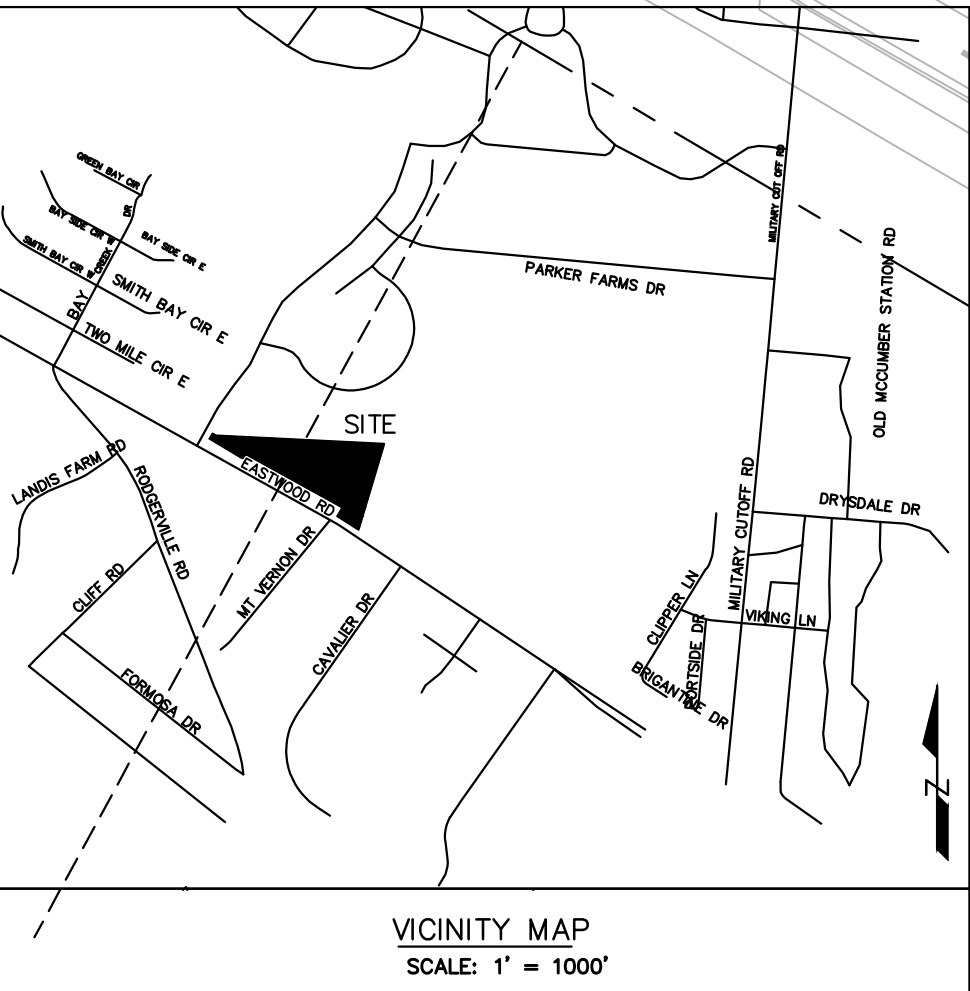 GREEN BAY CIR
BAY SIDE CIR W
BAY SIDE CIR E
SMITH BAY CIR W
BAY CREEK DR
SMITH BAY CIR E
TWO MILE CIR E
MILITARY CUT OFF RD
PARKER FARMS DR
OLD MCCUMBER STATION RD
SITE
EASTWOOD RD
LANDIS FARM RD
RODGERVILLE RD
MILITARY CUTOFF RD
DRYSDALE DR
MT VERNON DR
CLIFF RD
CAVALIER DR
CLIPPER LN
VIKING LN
PORTSIDE DR
BRIGANTINE DR
FORMOSA DR
N
VICINITY MAP
SCALE: 1' = 1000'